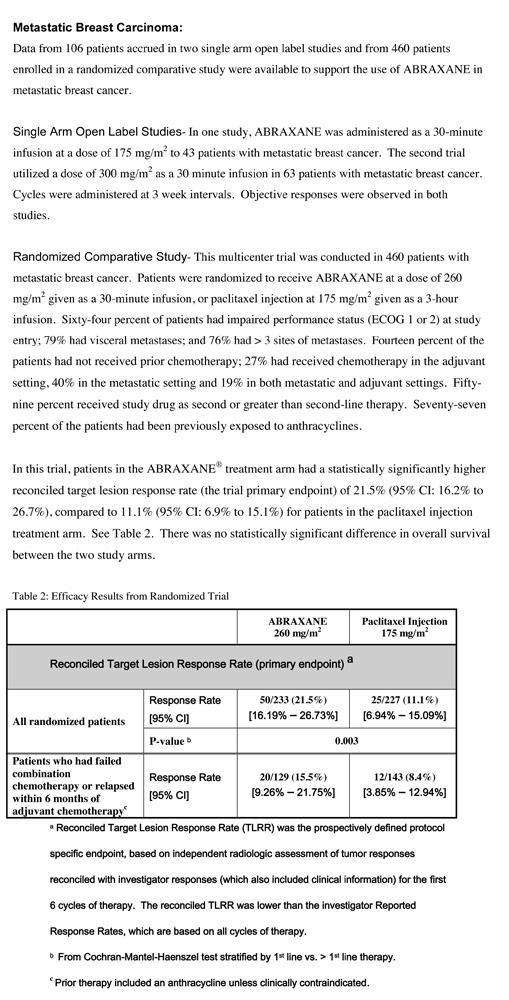 Metastatic Breast Carcinoma:
Data from 106 patients accrued in two single arm open label studies and from 460 patients
enrolled in a randomized comparative study were available to support the use of ABRAXANE in
metastatic breast cancer.
Single Arm Open Label Studies- In one study, ABRAXANE was administered as a 30-minute
infusion at a dose of 175 mg/m² to 43 patients with metastatic breast cancer.  The second trial
utilized a dose of 300 mg/m² as a 30 minute infusion in 63 patients with metastatic breast cancer.
Cycles were administered at 3 week intervals.  Objective responses were observed in both
studies.
Randomized Comparative Study- This multicenter trial was conducted in 460 patients with
metastatic breast cancer.  Patients were randomized to receive ABRAXANE at a dose of 260
mg/m² given as a 30-minute infusion, or paclitaxel injection at 175 mg/m² given as a 3-hour
infusion.  Sixty-four percent of patients had impaired performance status (ECOG 1 or 2) at study
entry; 79% had visceral metastases; and 76% had > 3 sites of metastases.  Fourteen percent of the
patients had not received prior chemotherapy; 27% had received chemotherapy in the adjuvant
setting, 40% in the metastatic setting and 19% in both metastatic and adjuvant settings.  Fifty-
nine percent received study drug as second or greater than second-line therapy.  Seventy-seven
percent of the patients had been previously exposed to anthracyclines.
In this trial, patients in the ABRAXANE® treatment arm had a statistically significantly higher
reconciled target lesion response rate (the trial primary endpoint) of 21.5% (95% CI: 16.2% to
26.7%), compared to 11.1% (95% CI: 6.9% to 15.1%) for patients in the paclitaxel injection
treatment arm.  See Table 2.  There was no statistically significant difference in overall survival
between the two study arms.
Table 2: Efficacy Results from Randomized Trial
ABRAXANE
260 mg/m²
Paclitaxel Injection
175 mg/m²
Reconciled Target Lesion Response Rate (primary endpoint) a
All randomized patients
Response Rate
[95% CI]
50/233 (21.5%)
[16.19% – 26.73%]
25/227 (11.1%)
[6.94% – 15.09%]
P-value b
0.003
Patients who had failed
combination
chemotherapy or relapsed
within 6 months of
adjuvant chemotherapy c
Response Rate
[95% CI]
20/129 (15.5%)
[9.26% – 21.75%]
12/143 (8.4%)
[3.85% – 12.94%]
a Reconciled Target Lesion Response Rate (TLRR) was the prospectively defined protocol
specific endpoint, based on independent radiologic assessment of tumor responses
reconciled with investigator responses (which also included clinical information) for the first
6 cycles of therapy.  The reconciled TLRR was lower than the investigator Reported
Response Rates, which are based on all cycles of therapy.
b From Cochran-Mantel-Haenszel test stratified by 1st line vs. > 1st line therapy.
c Prior therapy included an anthracycline unless clinically contraindicated.